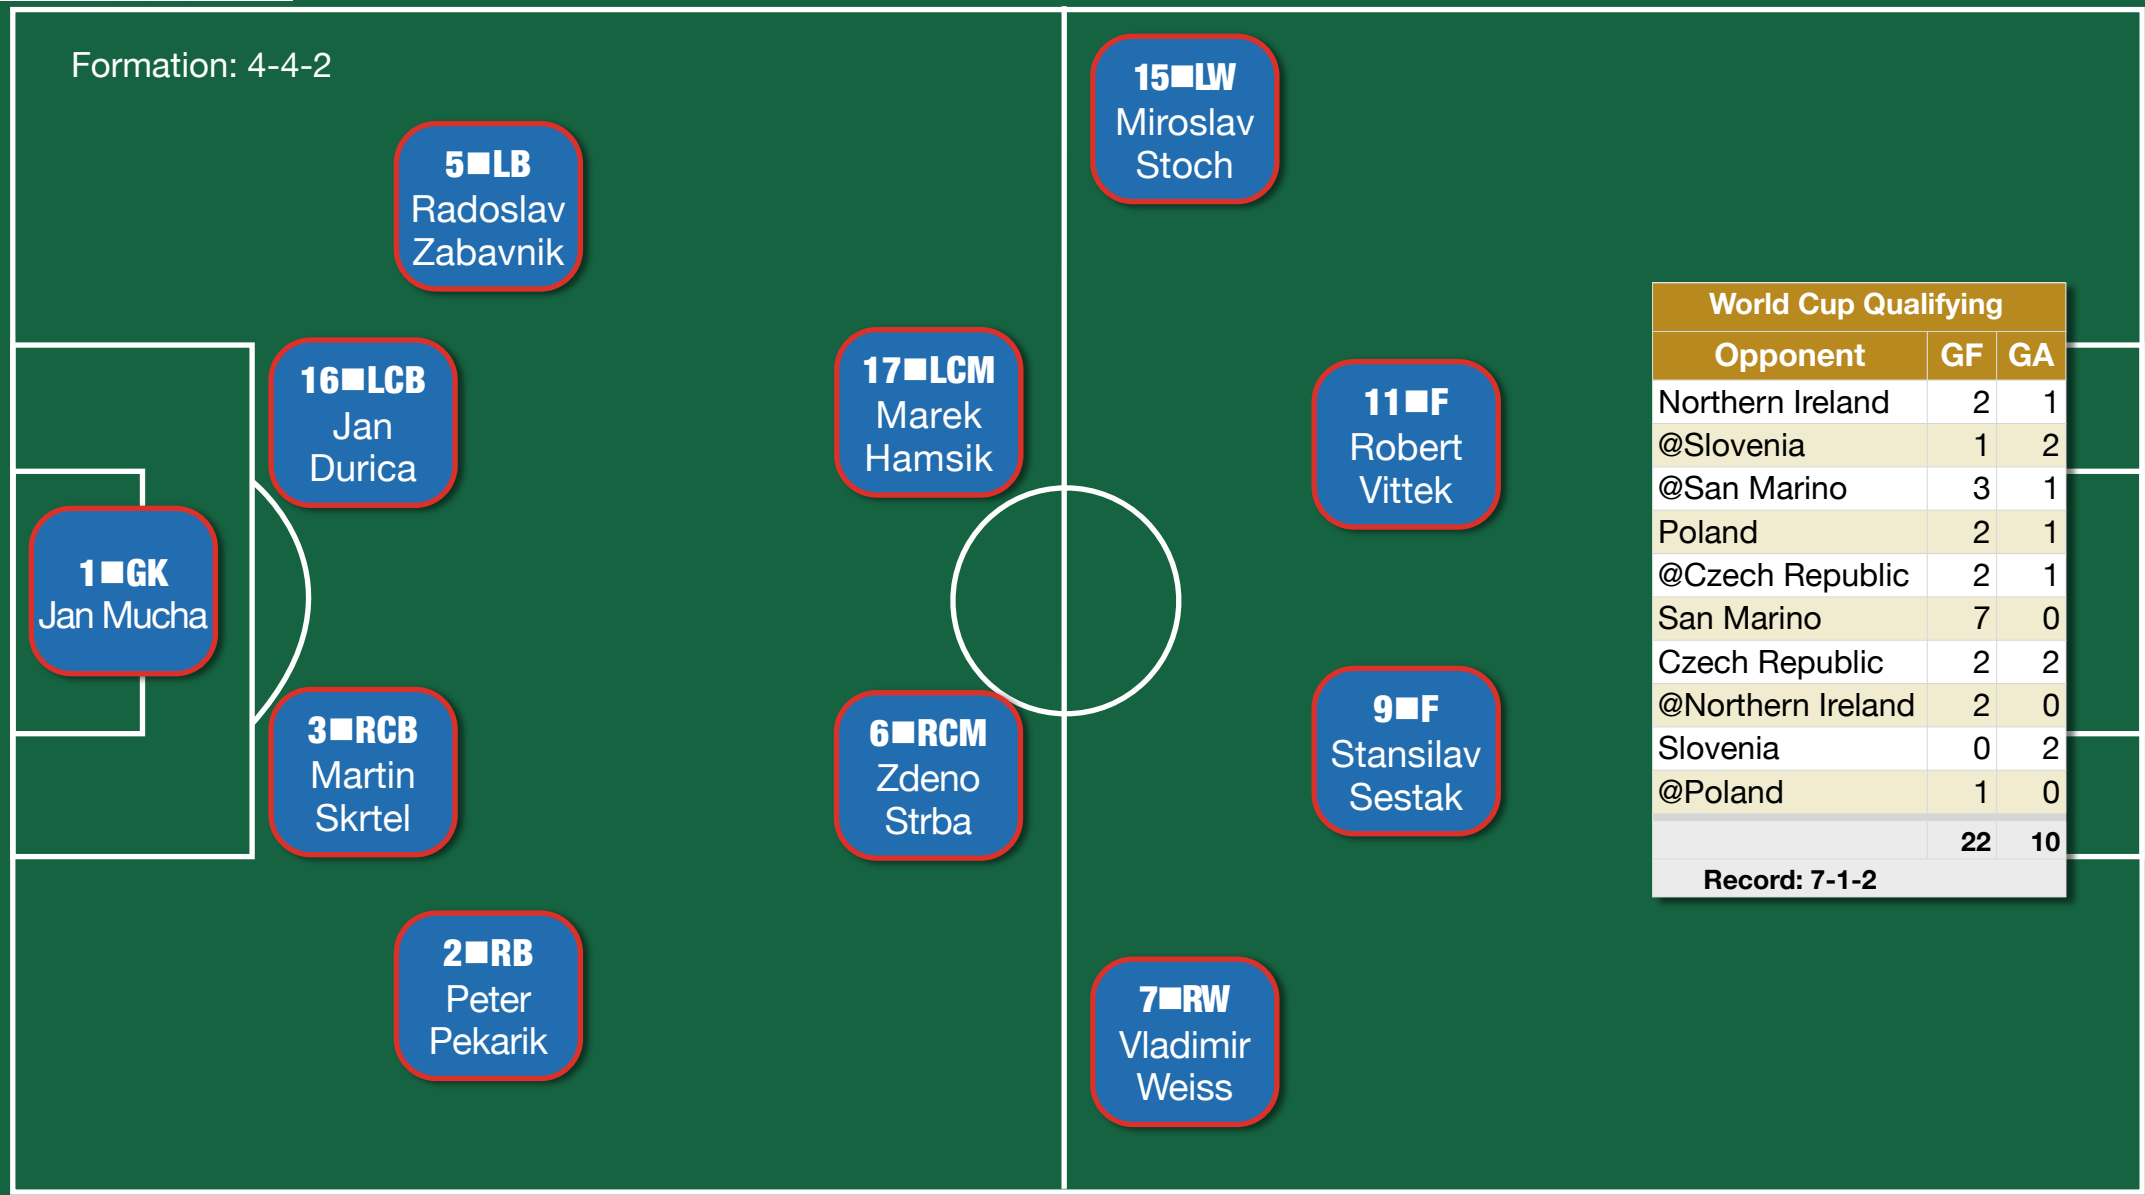 Formation: 4-4-2
15■LW
Miroslav
Stoch
5■LB
Radoslav
Zabavnik
16■LCB
Jan
Durica
17■LCM
Marek
Hamsik
11■F
Robert
Vittek
1■GK
Jan Mucha
3■RCB
Martin
Skrtel
6■RCM
Zdeno
Strba
9■F
Stansilav
Sestak
2■RB
Peter
Pekarik
7■RW
Vladimir
Weiss
World Cup Qualifying
Opponent GF GA
Northern Ireland 2 1
@Slovenia 1 2
@San Marino 3 1
Poland 2 1
@Czech Republic 2 1
San Marino 7 0
Czech Republic 2 2
@Northern Ireland 2 0
Slovenia 0 2
@Poland 1 0
22 10
Record: 7-1-2